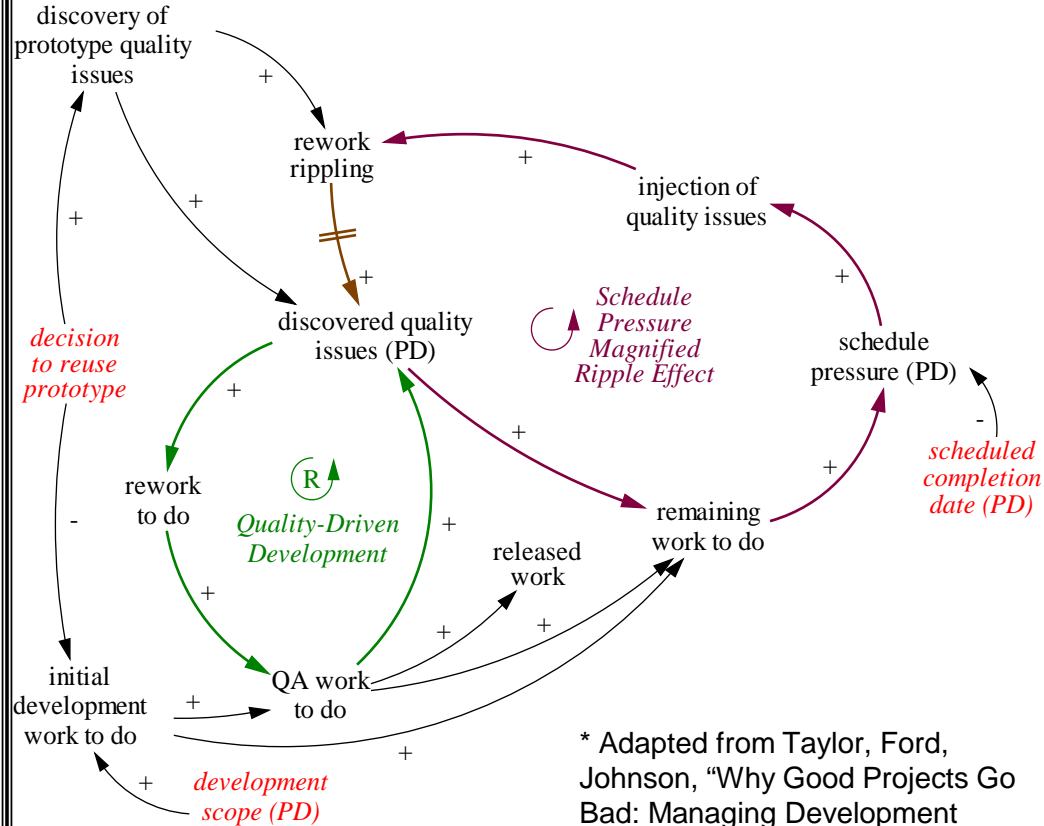 discovery of
prototype quality
issues
+
rework
rippling
+
injection of
quality issues
+
+
+
+
discovered quality
issues (PD)
Schedule
Pressure
Magnified
Ripple Effect
decision
to reuse
prototype
schedule
pressure (PD)
+
+
-
scheduled
completion
date (PD)
+
R
rework
to do
Quality-Driven
Development
-
+
remaining
work to do
released
work
+
+
+
initial
development
work to do
+
QA work
to do
+
+
development
scope (PD)
* Adapted from Taylor, Ford,
Johnson, “Why Good Projects Go
Bad: Managing Development